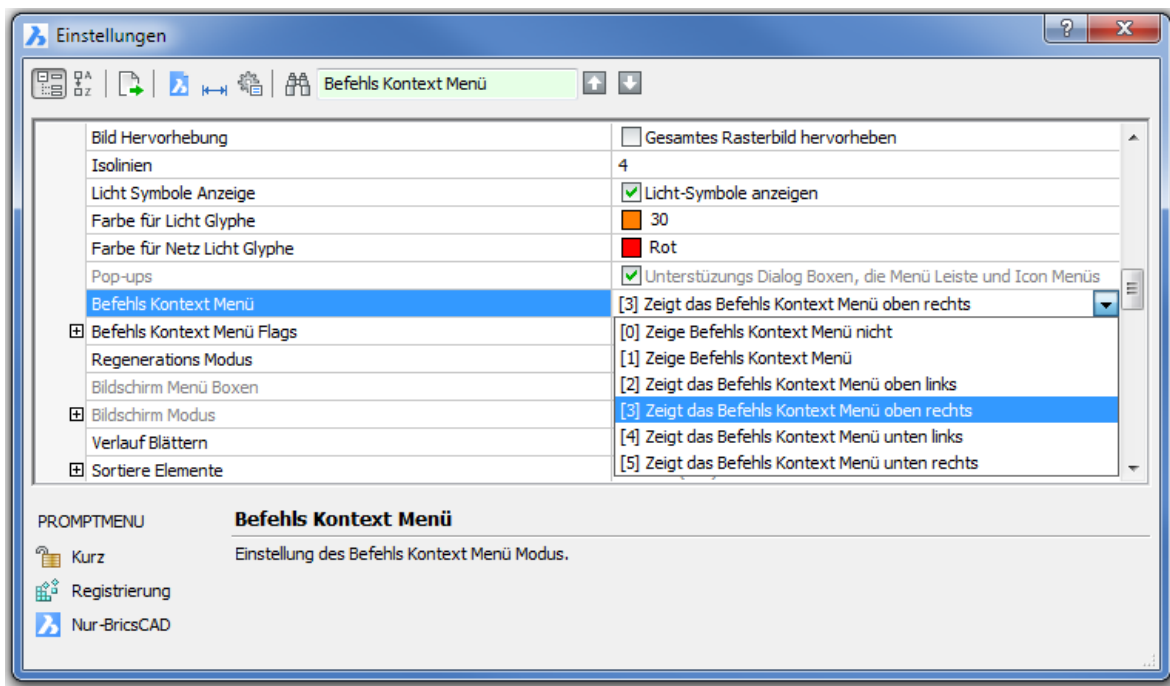 Einstellungen
Befehls Kontext Menü
Bild Hervorhebung Gesamtes Rasterbild hervorheben
Isolinien 4
Licht Symbole Anzeige Licht-Symbole anzeigen
Farbe für Licht Glyphe 30
Farbe für Netz Licht Glyphe Rot
Pop-ups Unterstüzungs Dialog Boxen, die Menü Leiste und Icon Menüs
Befehls Kontext Menü [3] Zeigt das Befehls Kontext Menü oben rechts
Befehls Kontext Menü Flags [0] Zeige Befehls Kontext Menü nicht
Regenerations Modus [1] Zeige Befehls Kontext Menü
Bildschirm Menü Boxen [2] Zeigt das Befehls Kontext Menü oben links
Bildschirm Modus [3] Zeigt das Befehls Kontext Menü oben rechts
Verlauf Blättern [4] Zeigt das Befehls Kontext Menü unten links
Sortiere Elemente [5] Zeigt das Befehls Kontext Menü unten rechts
PROMPTMENU Befehls Kontext Menü
Kurz Einstellung des Befehls Kontext Menü Modus.
Registrierung
Nur-BricsCAD